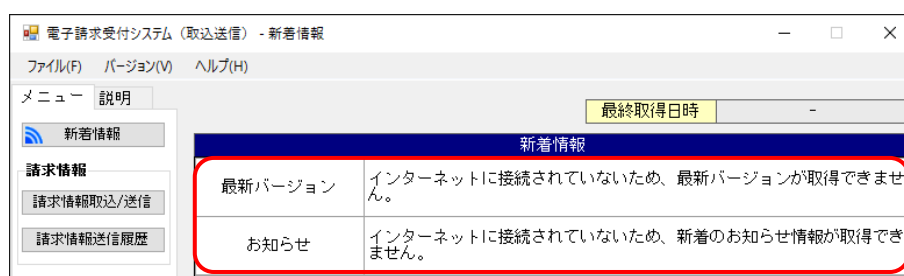 電子請求受付システム（取込送信） - 新着情報
ファイル(F) バージョン(V) ヘルプ(H)
メニュー 説明
最終取得日時 -
新着情報
新着情報
請求情報
請求情報取込/送信
請求情報送信履歴
最新バージョン
インターネットに接続されていないため、最新バージョンが取得できませ
ん。
お知らせ
インターネットに接続されていないため、新着のお知らせ情報が取得でき
ません。